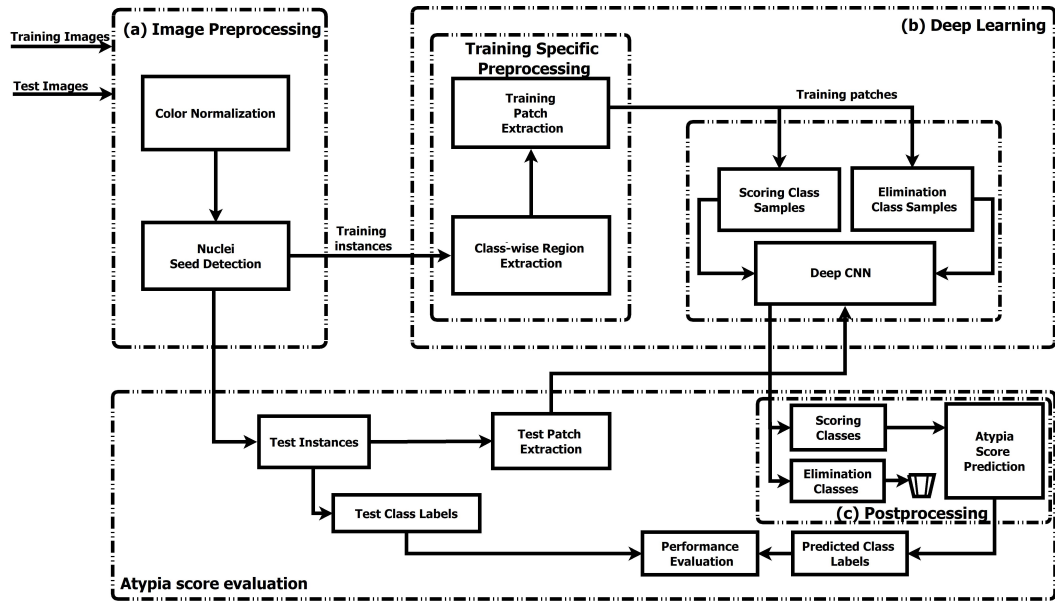 Training Images
Test Images
(a) Image Preprocessing
Color Normalization
Nuclei
Seed Detection
Training
instances
(b) Deep Learning
Training Specific
Preprocessing
Training
Patch
Extraction
Class-wise Region
Extraction
Training patches
Scoring Class
Samples
Elimination
Class Samples
Deep CNN
Test Instances
Test Patch
Extraction
Test Class Labels
Scoring
Classes
Elimination
Classes
Atypia
Score
Prediction
(c) Postprocessing
Performance
Evaluation
Predicted Class
Labels
Atypia score evaluation